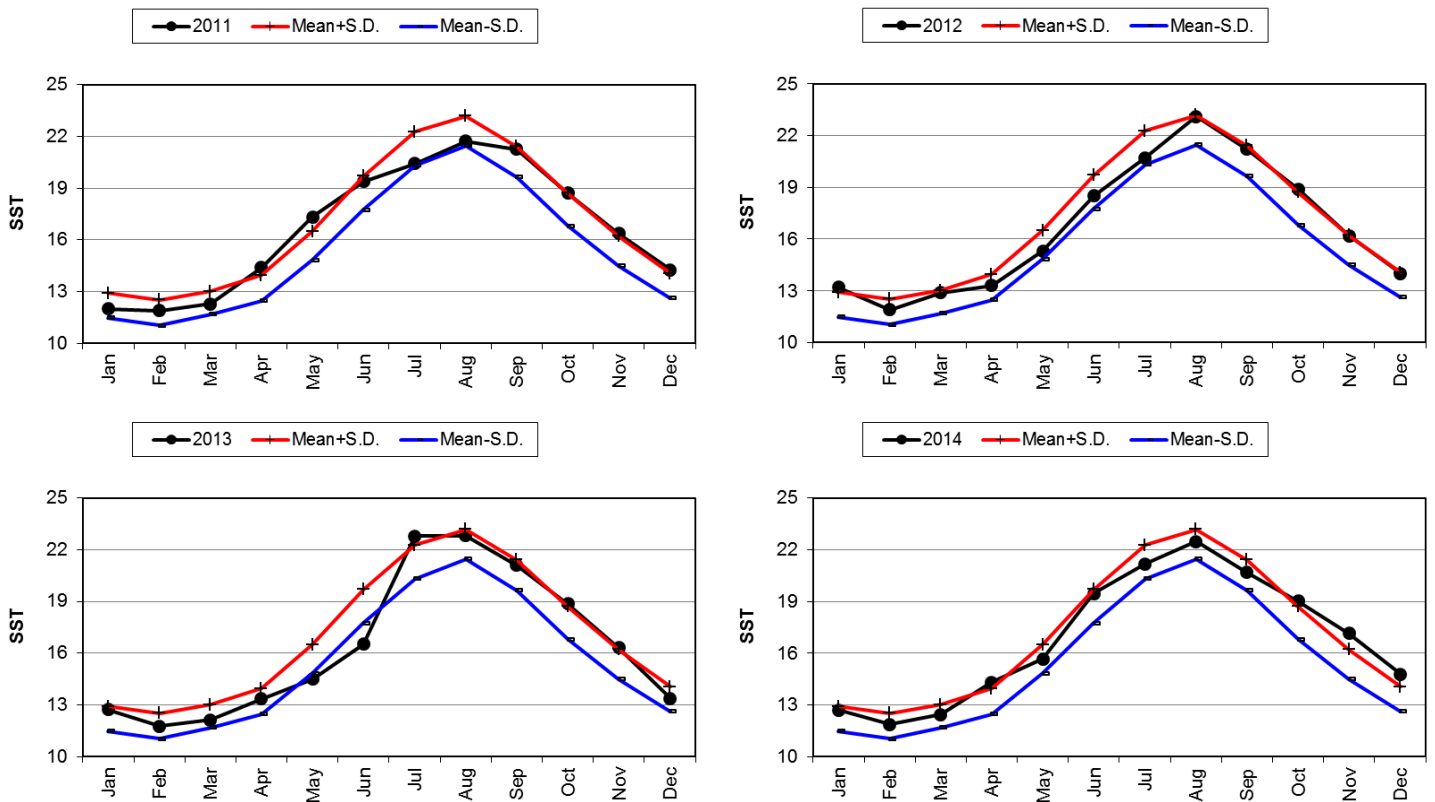 2011 Mean+S.D. Mean-S.D.
25
22
19
16
13
10
SST
Jan Feb Mar Apr May Jun Jul Aug Sep Oct Nov Dec
2012 Mean+S.D. Mean-S.D.
25
22
19
16
13
10
SST
Jan Feb Mar Apr May Jun Jul Aug Sep Oct Nov Dec
2013 Mean+S.D. Mean-S.D.
25
22
19
16
13
10
SST
Jan Feb Mar Apr May Jun Jul Aug Sep Oct Nov Dec
2014 Mean+S.D. Mean-S.D.
25
22
19
16
13
10
SST
Jan Feb Mar Apr May Jun Jul Aug Sep Oct Nov Dec